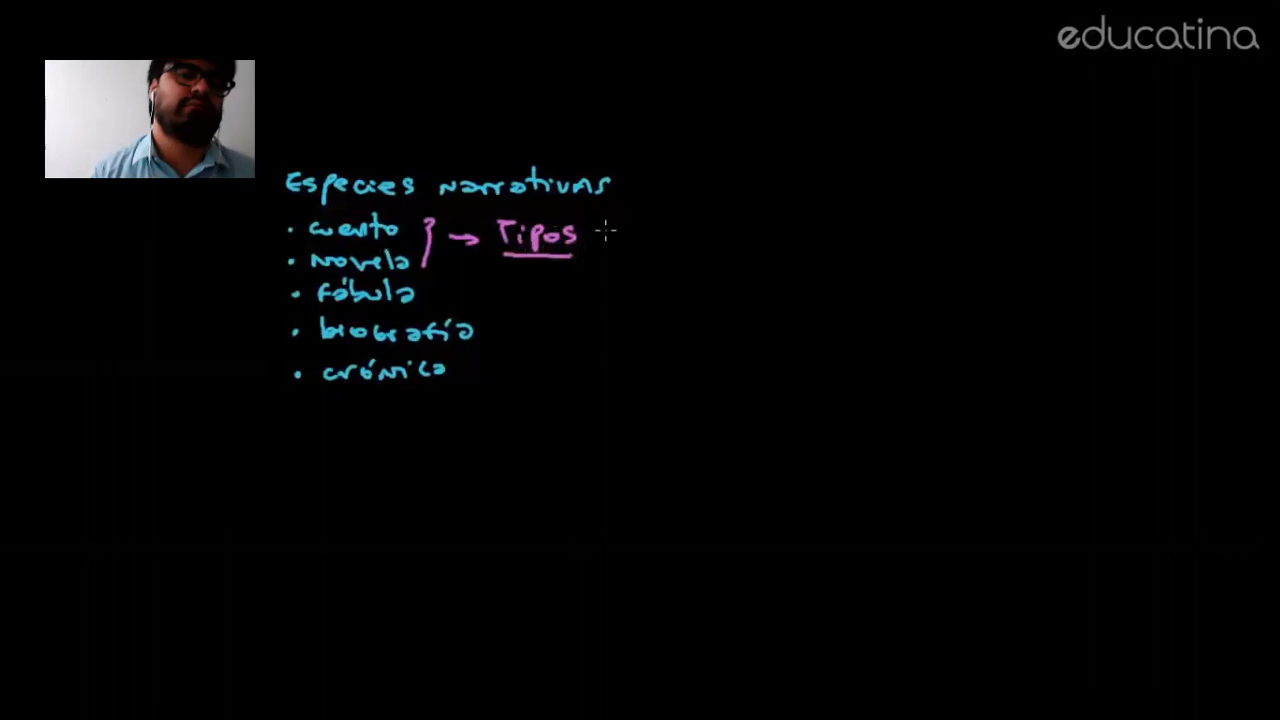 educatina
Especies narrativas
• cuento
• novela
} → Tipos
• fábula
• biografía
• crónica